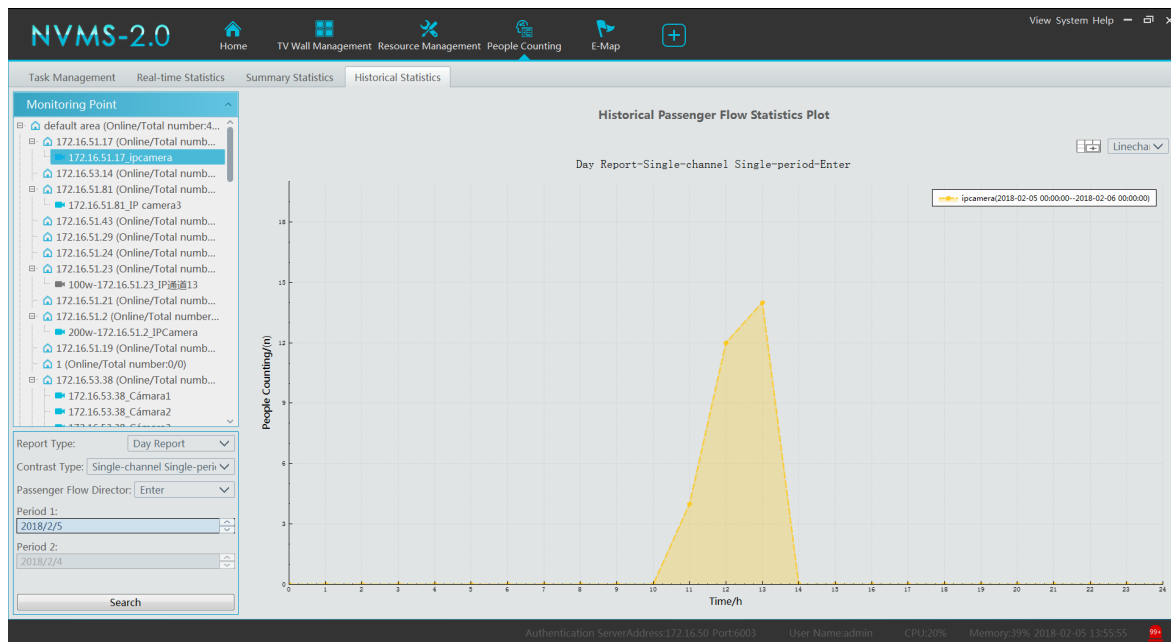 NVMS-2.0
Home
TV Wall Management
Resource Management
People Counting
E-Map
View System Help
Task Management
Real-time Statistics
Summary Statistics
Historical Statistics
Monitoring Point
default area (Online/Total number:4...
172.16.51.17 (Online/Total numb...
172.16.51.17_ipcamera
172.16.53.14 (Online/Total numb...
172.16.51.81 (Online/Total numb...
172.16.51.81_IP camera3
172.16.51.43 (Online/Total numb...
172.16.51.29 (Online/Total numb...
172.16.51.24 (Online/Total numb...
172.16.51.23 (Online/Total numb...
100w-172.16.51.23_IP通道13
172.16.51.21 (Online/Total numb...
172.16.51.2 (Online/Total number...
200w-172.16.51.2_IPCamera
172.16.51.19 (Online/Total numb...
1 (Online/Total number:0/0)
172.16.53.38 (Online/Total numb...
172.16.53.38_Cámara1
172.16.53.38_Cámara2
Report Type:
Day Report
Contrast Type:
Single-channel Single-peri
Passenger Flow Director:
Enter
Period 1:
2018/2/5
Period 2:
2018/2/4
Search
Historical Passenger Flow Statistics Plot
Linecha
Day Report-Single-channel Single-period-Enter
ipcamera(2018-02-05 00:00:00--2018-02-06 00:00:00)
People Counting/(n)
18
15
12
9
6
3
0
0 1 2 3 4 5 6 7 8 9 10 11 12 13 14 15 16 17 18 19 20 21 22 23 24
Time/h
Authentication ServerAddress:172.16.50 Port:6003
User Name:admin
CPU:20%
Memory:39%
2018-02-05 13:55:55
99+